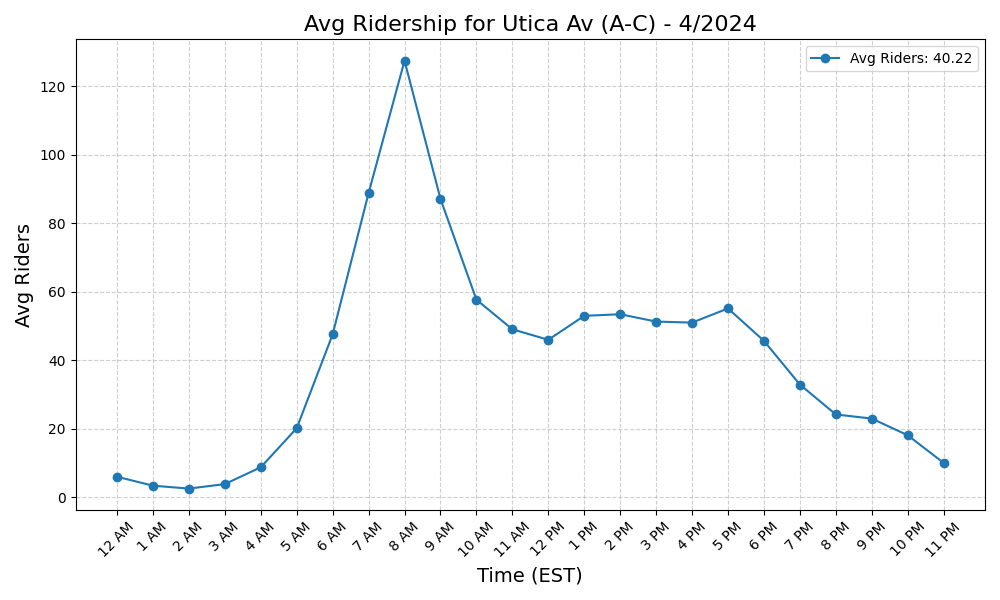 Avg Ridership for Utica Av (A-C) - 4/2024
Avg Riders: 40.22
Avg Riders
120
100
80
60
40
20
0
12 AM
1 AM
2 AM
3 AM
4 AM
5 AM
6 AM
7 AM
8 AM
9 AM
10 AM
11 AM
12 PM
1 PM
2 PM
3 PM
4 PM
5 PM
6 PM
7 PM
8 PM
9 PM
10 PM
11 PM
Time (EST)